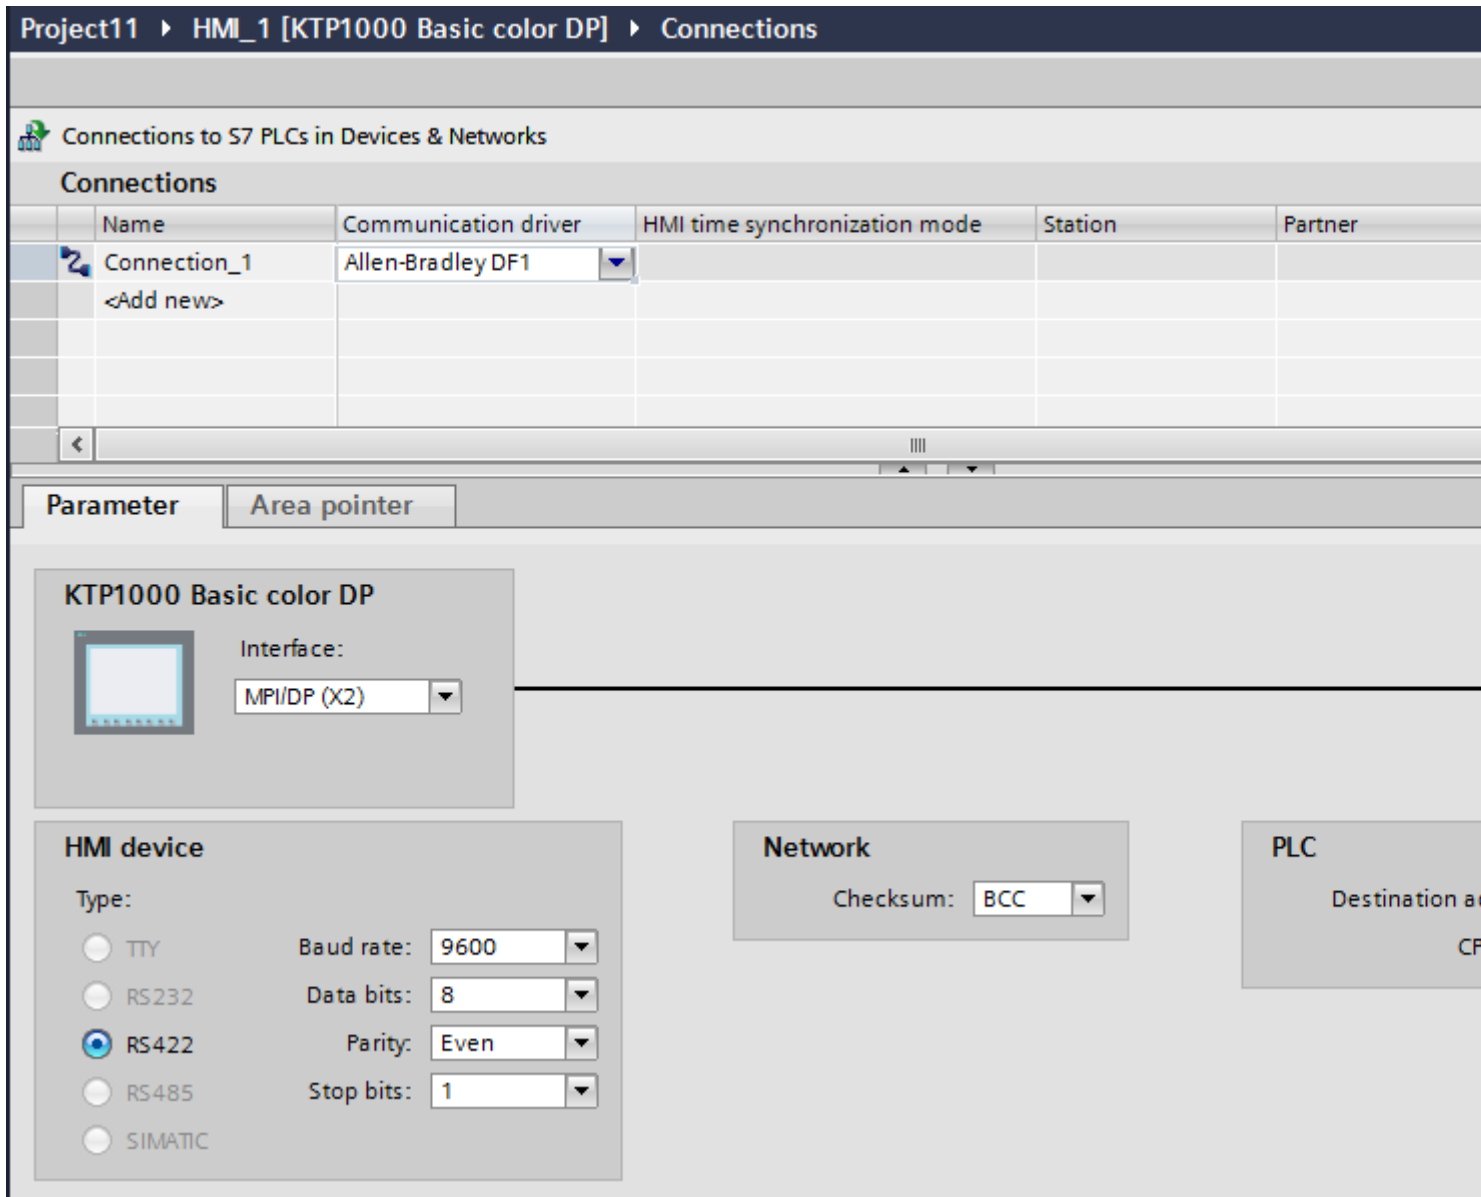 Project11 ▸ HMI_1 [KTP1000 Basic color DP] ▸ Connections
Connections to S7 PLCs in Devices & Networks
Connections
Name Communication driver HMI time synchronization mode Station Partner
Connection_1 Allen-Bradley DF1
<Add new>
Parameter Area pointer
KTP1000 Basic color DP
Interface:
MPI/DP (X2)
HMI device Network PLC
Type: Checksum: BCC Destination
TTY Baud rate: 9600
RS232 Data bits: 8
RS422 Parity: Even
RS485 Stop bits: 1
SIMATIC